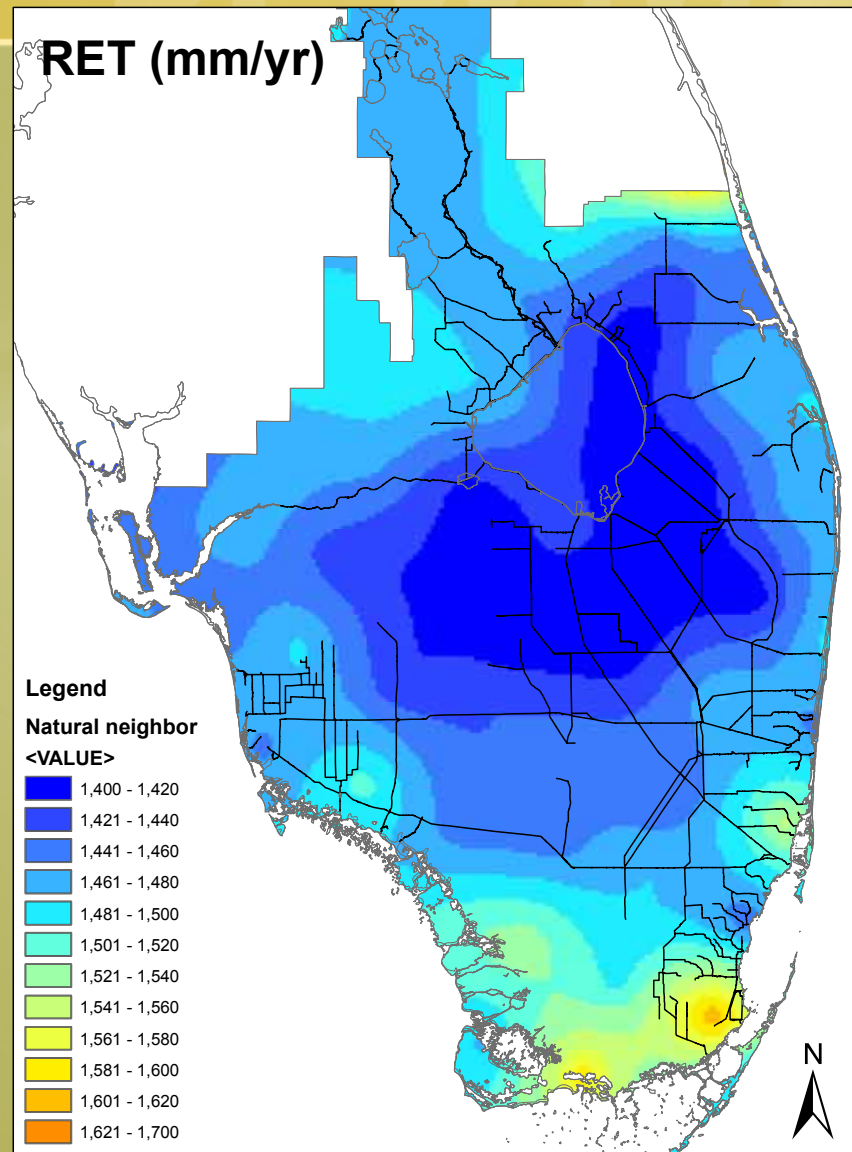 RET (mm/yr)
Legend
Natural neighbor
<VALUE>
1,400 - 1,420
1,421 - 1,440
1,441 - 1,460
1,461 - 1,480
1,481 - 1,500
1,501 - 1,520
1,521 - 1,540
1,541 - 1,560
1,561 - 1,580
1,581 - 1,600
1,601 - 1,620
1,621 - 1,700
N